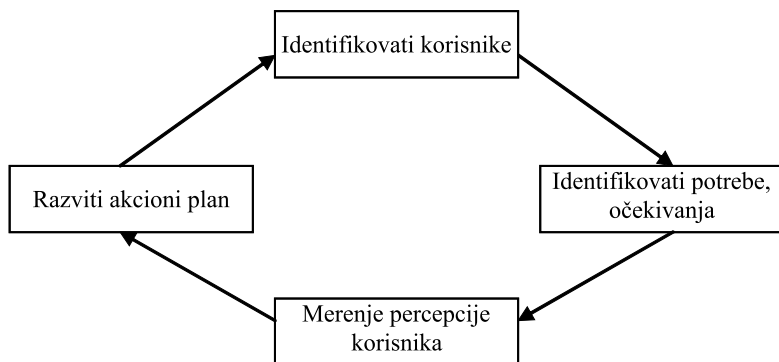 Identifikovati korisnike
Razviti akcioni plan
Identifikovati potrebe,
očekivanja
Merenje percepcije
korisnika